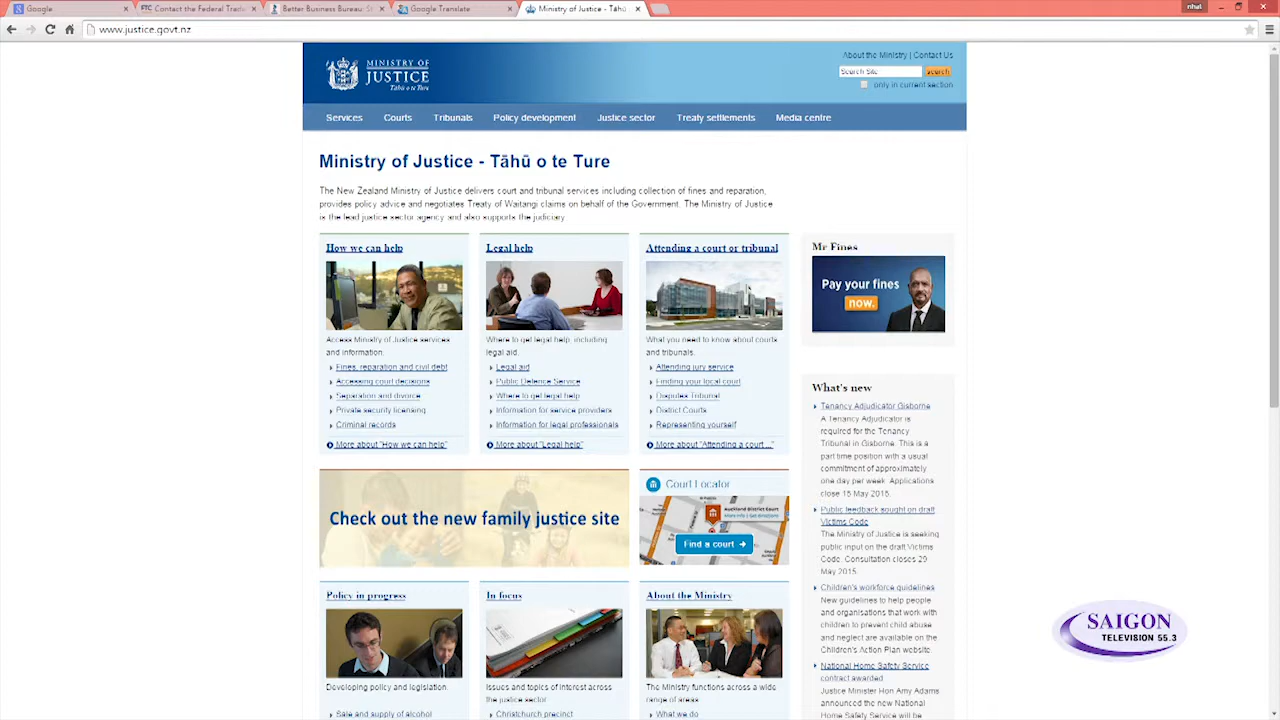 Google
FTC Contact the Federal Trade
Better Business Bureau: S
Google Translate
Ministry of Justice - Tāhū
nhat
www.justice.govt.nz
MINISTRY OF
JUSTICE
Tāhū o te Ture
About the Ministry | Contact Us
Search Site
search
only in current section
Services
Courts
Tribunals
Policy development
Justice sector
Treaty settlements
Media centre
Ministry of Justice - Tāhū o te Ture
The New Zealand Ministry of Justice delivers court and tribunal services including collection of fines and reparation,
provides policy advice and negotiates Treaty of Waitangi claims on behalf of the Government. The Ministry of Justice
is the lead justice sector agency and also supports the judiciary.
How we can help
Access Ministry of Justice services
and information.
Fines, reparation and civil debt
Accessing court decisions
Separation and divorce
Private security licensing
Criminal records
More about "How we can help"
Legal help
Where to get legal help, including
legal aid.
Legal aid
Public Defence Service
Where to get legal help
Information for service providers
Information for legal professionals
More about "Legal help"
Attending a court or tribunal
What you need to know about courts
and tribunals.
Attending jury service
Finding your local court
Disputes Tribunal
District Courts
Representing yourself
More about "Attending a court ..."
Mr Fines
Pay your fines
now.
What's new
Tenancy Adjudicator Gisborne
A Tenancy Adjudicator is
required for the Tenancy
Tribunal in Gisborne. This is a
part time position with a usual
commitment of approximately
one day per week. Applications
close 15 May 2015.
Public feedback sought on draft
Victims Code
The Ministry of Justice is seeking
public input on the draft Victims
Code. Consultation closes 29
May 2015.
Children's workforce guidelines
New guidelines to help people
and organisations that work with
children to prevent child abuse
and neglect are available on the
Children's Action Plan website.
National Home Safety Service
contract awarded
Justice Minister Hon Amy Adams
announced the new National
Home Safety Service will be
Check out the new family justice site
Court Locator
Auckland District Court
Find a court
Policy in progress
Developing policy and legislation.
Sale and supply of alcohol
In focus
Issues and topics of interest across
the justice sector
Christchurch precinct
About the Ministry
The Ministry functions across a wide
range of areas
What we do
SAIGON
TELEVISION 55.3